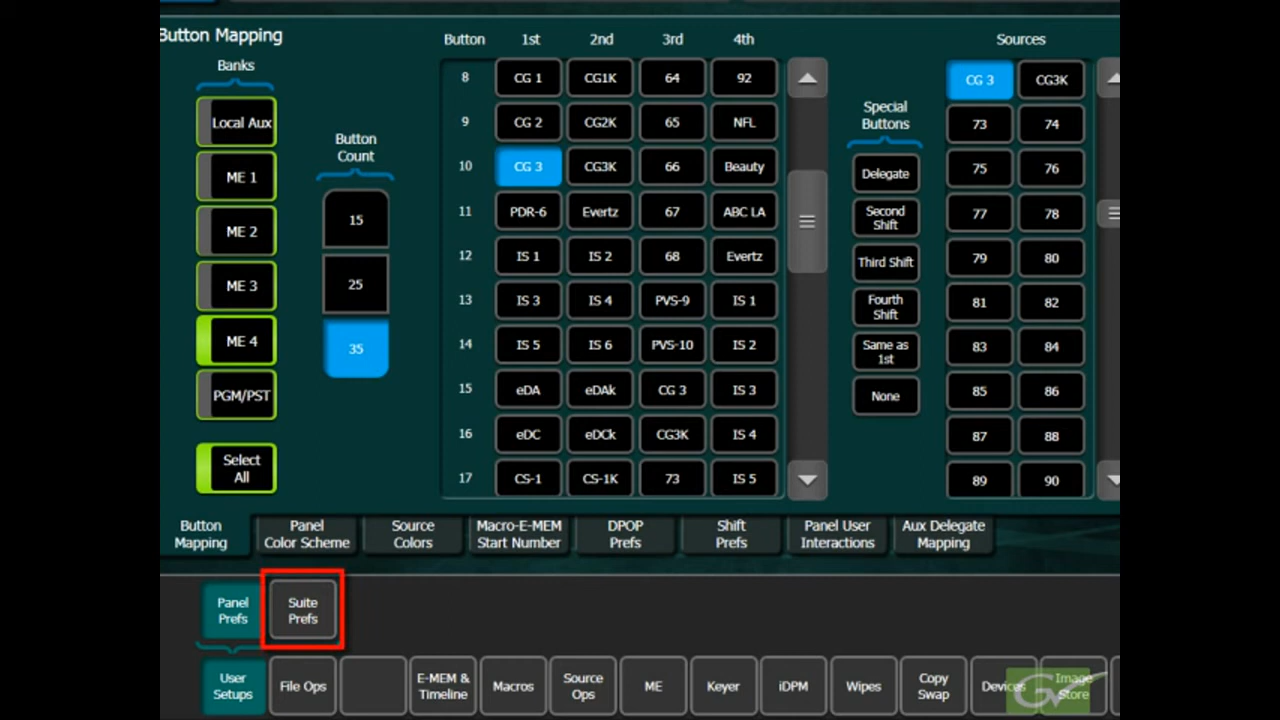 Button Mapping
Banks
Local Aux
ME 1
ME 2
ME 3
ME 4
PGM/PST
Select
All
Button
Count
15
25
35
Button 1st 2nd 3rd 4th
8 CG 1 CG1K 64 92
9 CG 2 CG2K 65 NFL
10 CG 3 CG3K 66 Beauty
11 PDR-6 Evertz 67 ABC LA
12 IS 1 IS 2 68 Evertz
13 IS 3 IS 4 PVS-9 IS 1
14 IS 5 IS 6 PVS-10 IS 2
15 eDA eDAk CG 3 IS 3
16 eDC eDCk CG3K IS 4
17 CS-1 CS-1K 73 IS 5
Special
Buttons
Delegate
Second
Shift
Third Shift
Fourth
Shift
Same as
1st
None
Sources
CG 3 CG3K
73 74
75 76
77 78
79 80
81 82
83 84
85 86
87 88
89 90
Button
Mapping
Panel
Color Scheme
Source
Colors
Macro-E-MEM
Start Number
DPOP
Prefs
Shift
Prefs
Panel User
Interactions
Aux Delegate
Mapping
Panel
Prefs
Suite
Prefs
User
Setups
File Ops
E-MEM &
Timeline
Macros
Source
Ops
ME
Keyer
iDPM
Wipes
Copy
Swap
Devices
Image
Store
GV